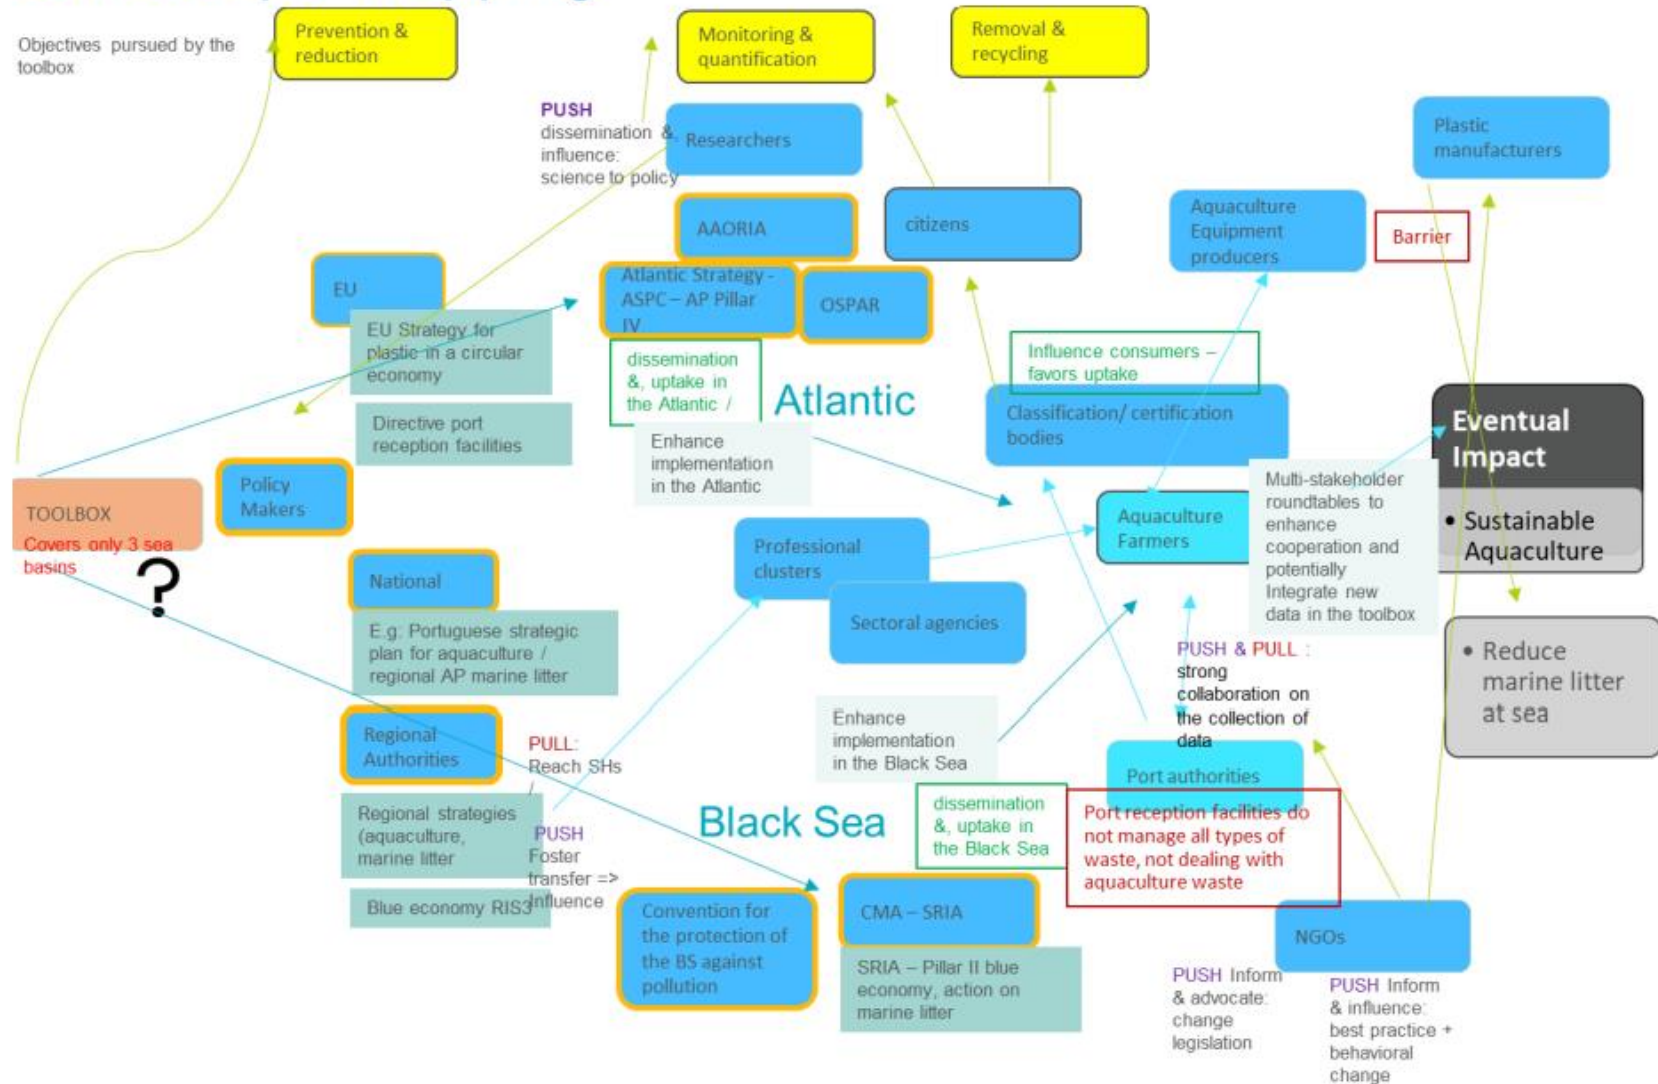 Objectives pursued by the
toolbox
Prevention &
reduction
Monitoring &
quantification
Removal &
recycling
PUSH
dissemination &,
influence:
science to policy
Researchers
Plastic
manufacturers
AAORIA
citizens
Aquaculture
Equipment
producers
Barrier
EU
Atlantic Strategy -
ASPC – AP Pillar
IV
OSPAR
EU Strategy for
plastic in a circular
economy
dissemination
&, uptake in
the Atlantic /
Influence consumers –
favors uptake
Atlantic
Classification/ certification
bodies
Directive port
reception facilities
Enhance
implementation
in the Atlantic
Eventual
Impact
Policy
Makers
TOOLBOX
Covers only 3 sea
basins
?
Multi-stakeholder
roundtables to
enhance
cooperation and
potentially
Integrate new
data in the toolbox
Aquaculture
Farmers
• Sustainable
Aquaculture
Professional
clusters
National
Sectoral agencies
E.g: Portuguese strategic
plan for aquaculture /
regional AP marine litter
PUSH & PULL :
strong
collaboration on
the collection of
data
• Reduce
marine litter
at sea
Regional
Authorities
PULL:
Reach SHs
/
Enhance
implementation
in the Black Sea
Port authorities
Regional strategies
(aquaculture,
marine litter
PUSH
Foster
transfer =>
Influence
Black Sea
dissemination
&, uptake in
the Black Sea
Port reception facilities do
not manage all types of
waste, not dealing with
aquaculture waste
Blue economy RIS3
Convention for
the protection of
the BS against
pollution
CMA – SRIA
NGOs
SRIA – Pillar II blue
economy, action on
marine litter
PUSH Inform
& advocate:
change
legislation
PUSH Inform
& influence:
best practice +
behavioral
change